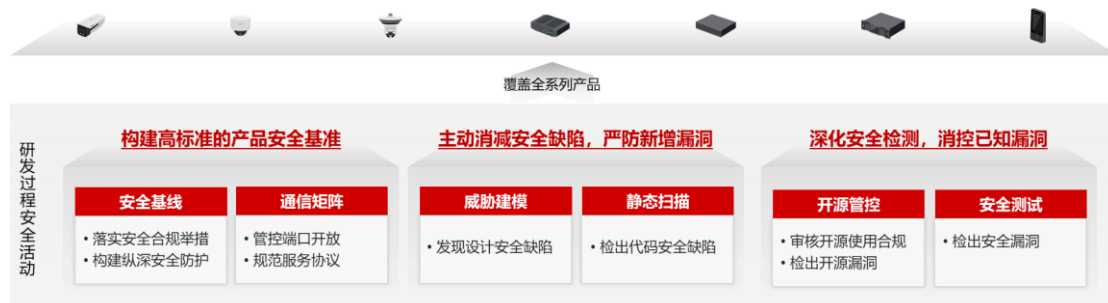 覆盖全系列产品
研发过程安全活动
构建高标准的产品安全基准
主动消减安全缺陷，严防新增漏洞
深化安全检测，消控已知漏洞
安全基线
• 落实安全合规举措
• 构建纵深安全防护
通信矩阵
• 管控端口开放
• 规范服务协议
威胁建模
• 发现设计安全缺陷
静态扫描
• 检出代码安全缺陷
开源管控
• 审核开源使用合规
• 检出开源漏洞
安全测试
• 检出安全漏洞